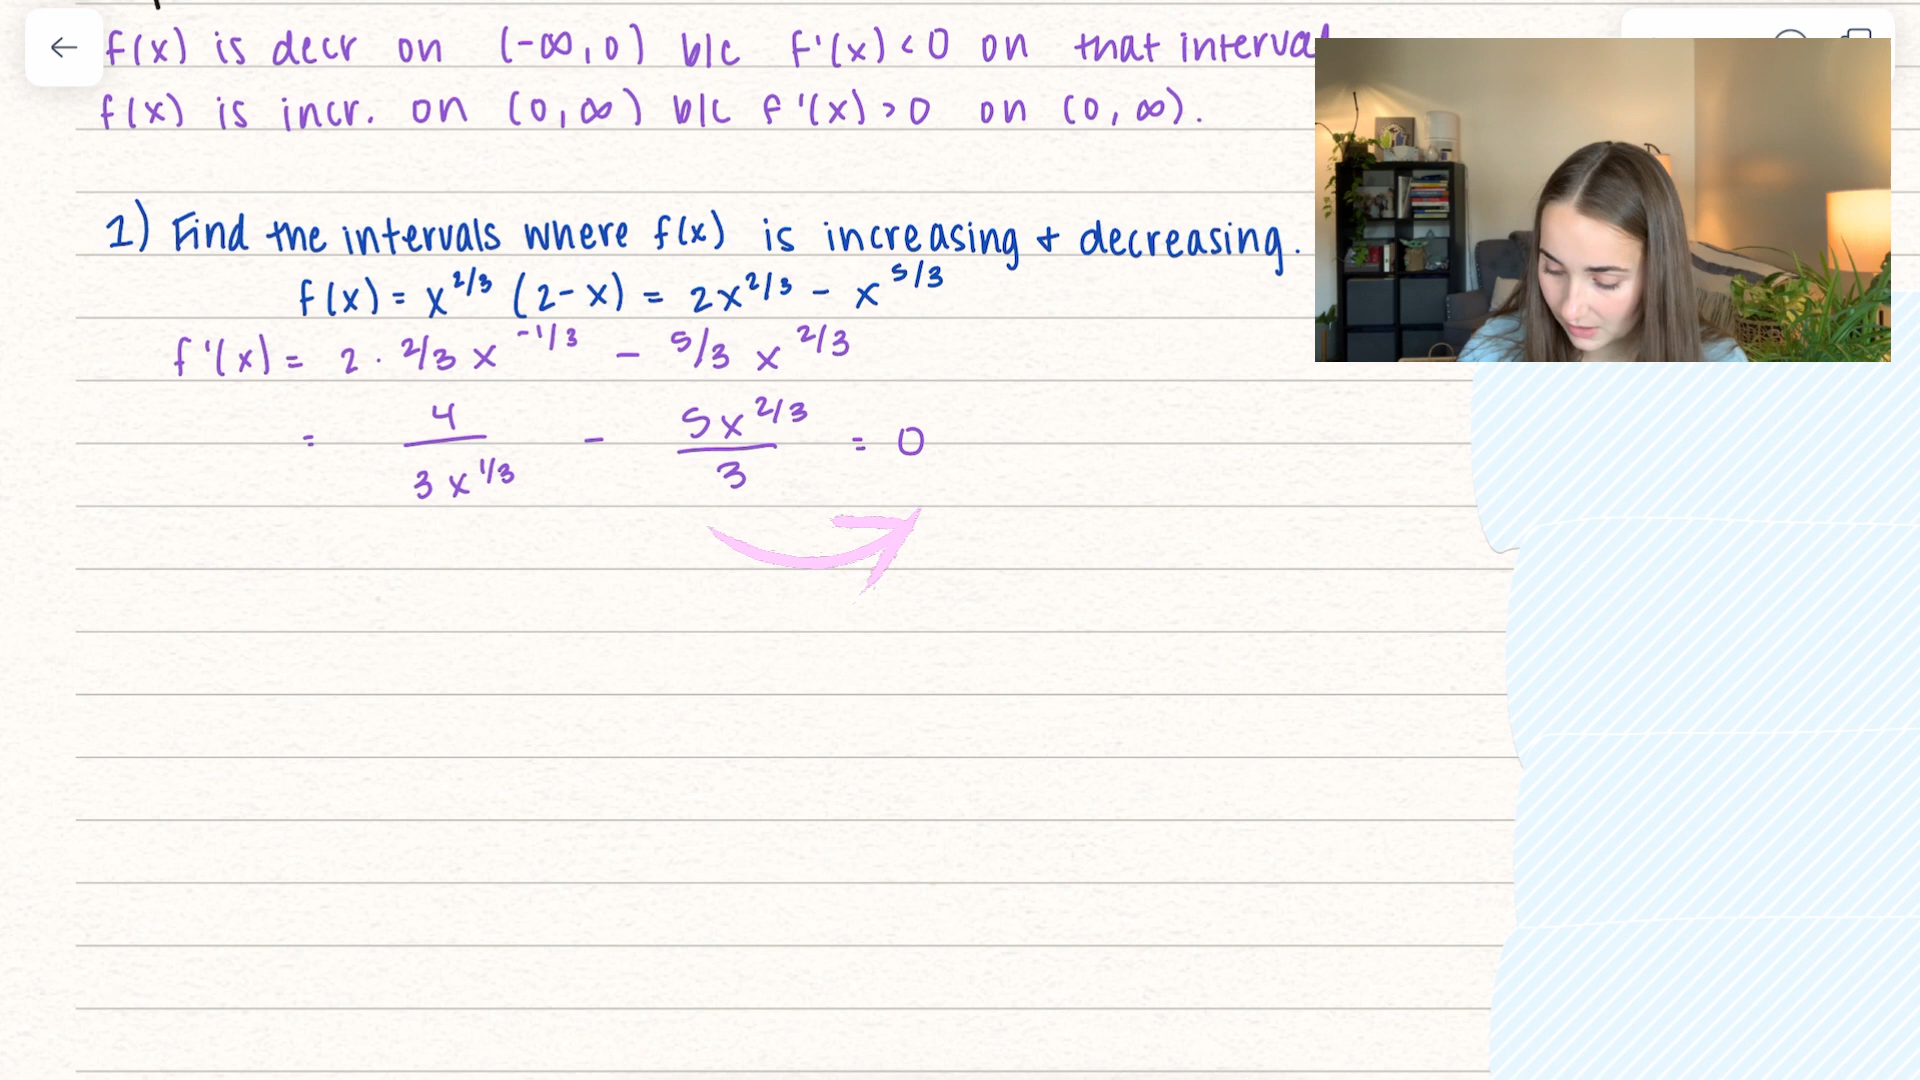 f(x) is decr on (-∞,0) b/c f'(x)<0 on that interval
f(x) is incr. on (0,∞) b/c f'(x)>0 on (0,∞).
2) Find the intervals where f(x) is increasing + decreasing.
f(x) = x^2/3 (2-x) = 2x^2/3 - x^5/3
f'(x) = 2 · 2/3 x^-1/3 - 5/3 x^2/3
= 4/(3x^1/3) - 5x^2/3/3 = 0